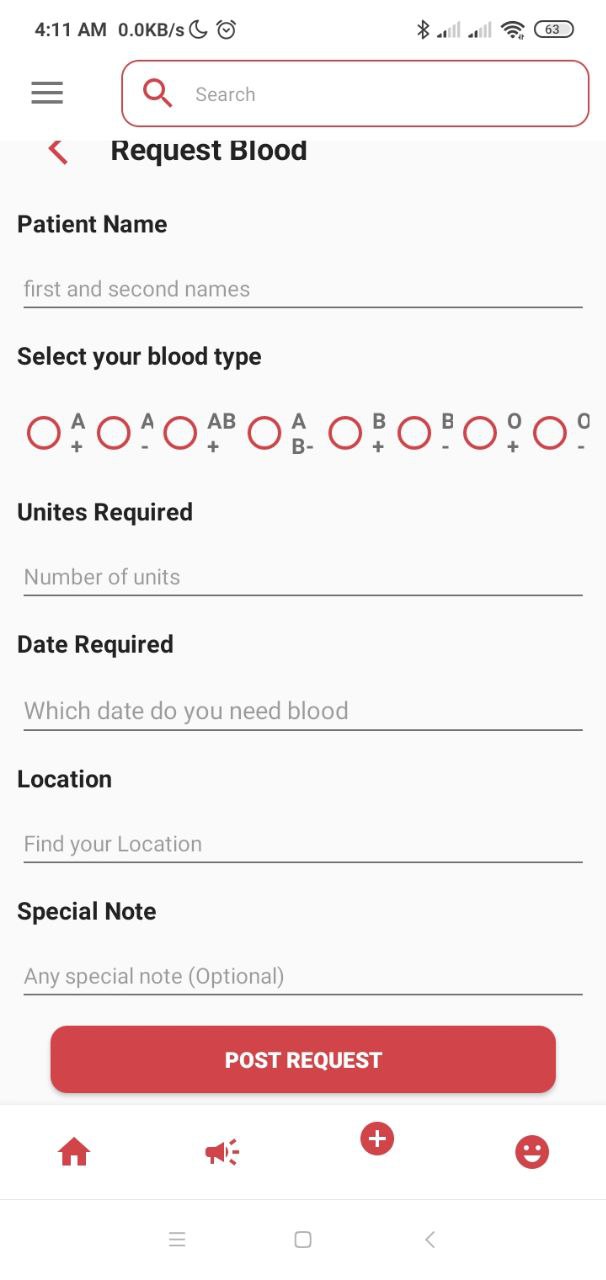 4:11 AM 0.0KB/s 63
Search
Request Blood
Patient Name
first and second names
Select your blood type
A A AB A B B O O
+ - + B- + - + -
Unites Required
Number of units
Date Required
Which date do you need blood
Location
Find your Location
Special Note
Any special note (Optional)
POST REQUEST